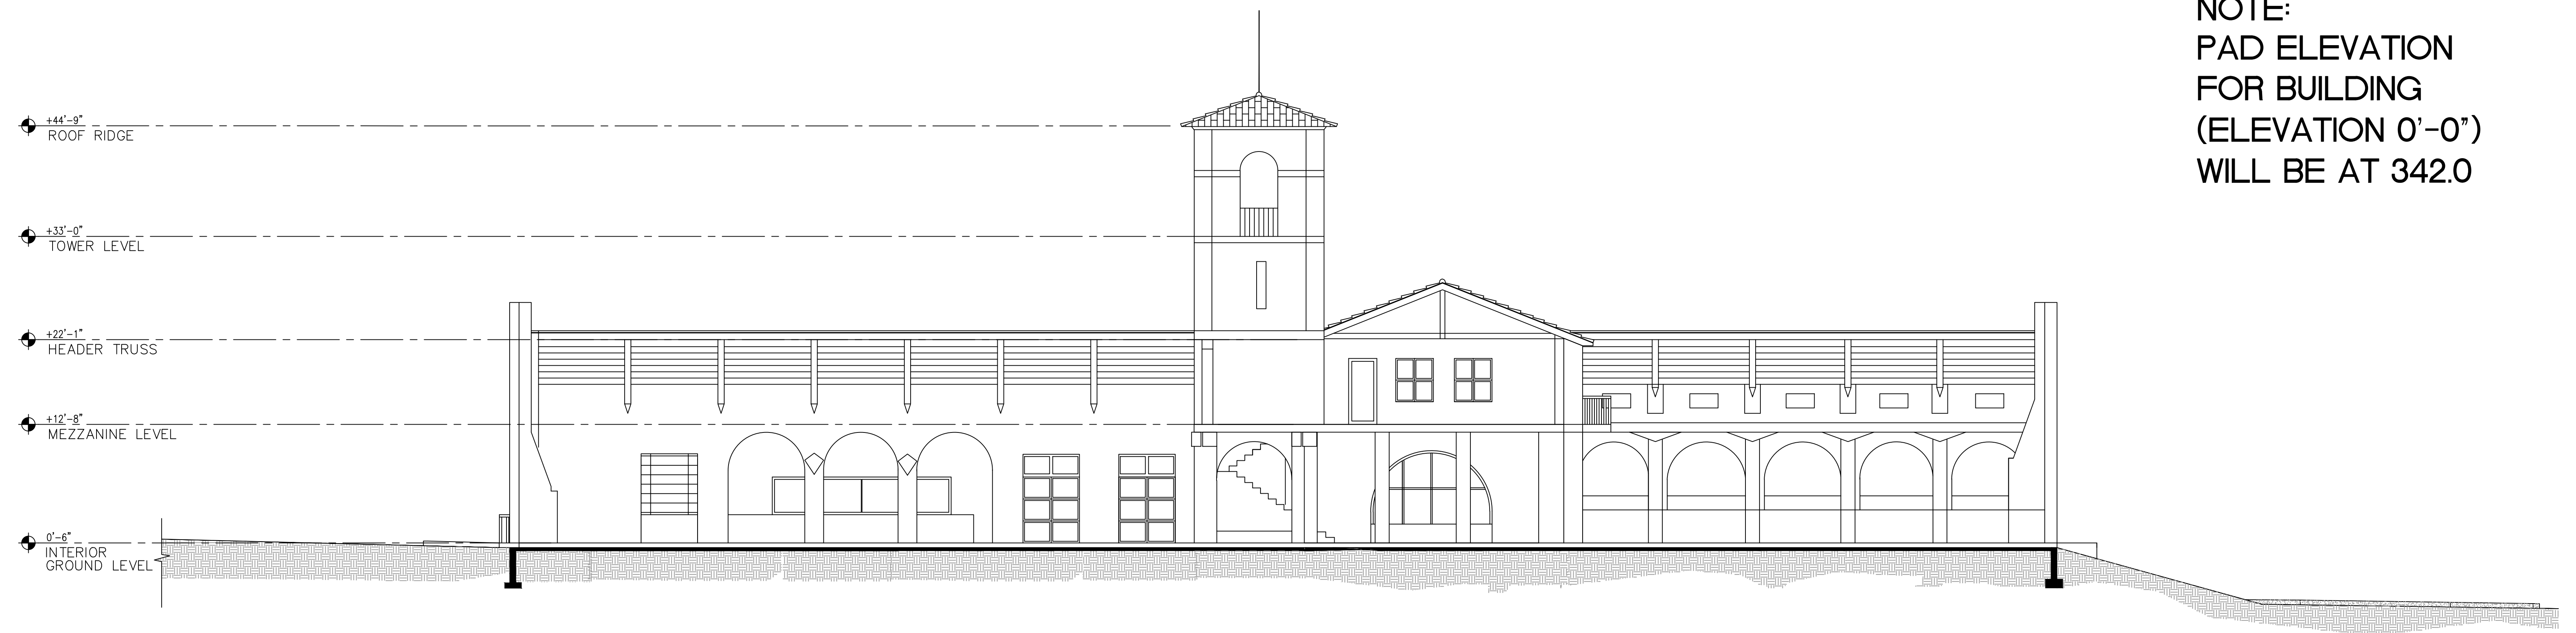 NOTE:
PAD ELEVATION
FOR BUILDING
(ELEVATION 0'-0")
WILL BE AT 342.0
+44'-9"
ROOF RIDGE
+33'-0"
TOWER LEVEL
+22'-1"
HEADER TRUSS
+12'-8"
MEZZANINE LEVEL
0'-6"
INTERIOR
GROUND LEVEL